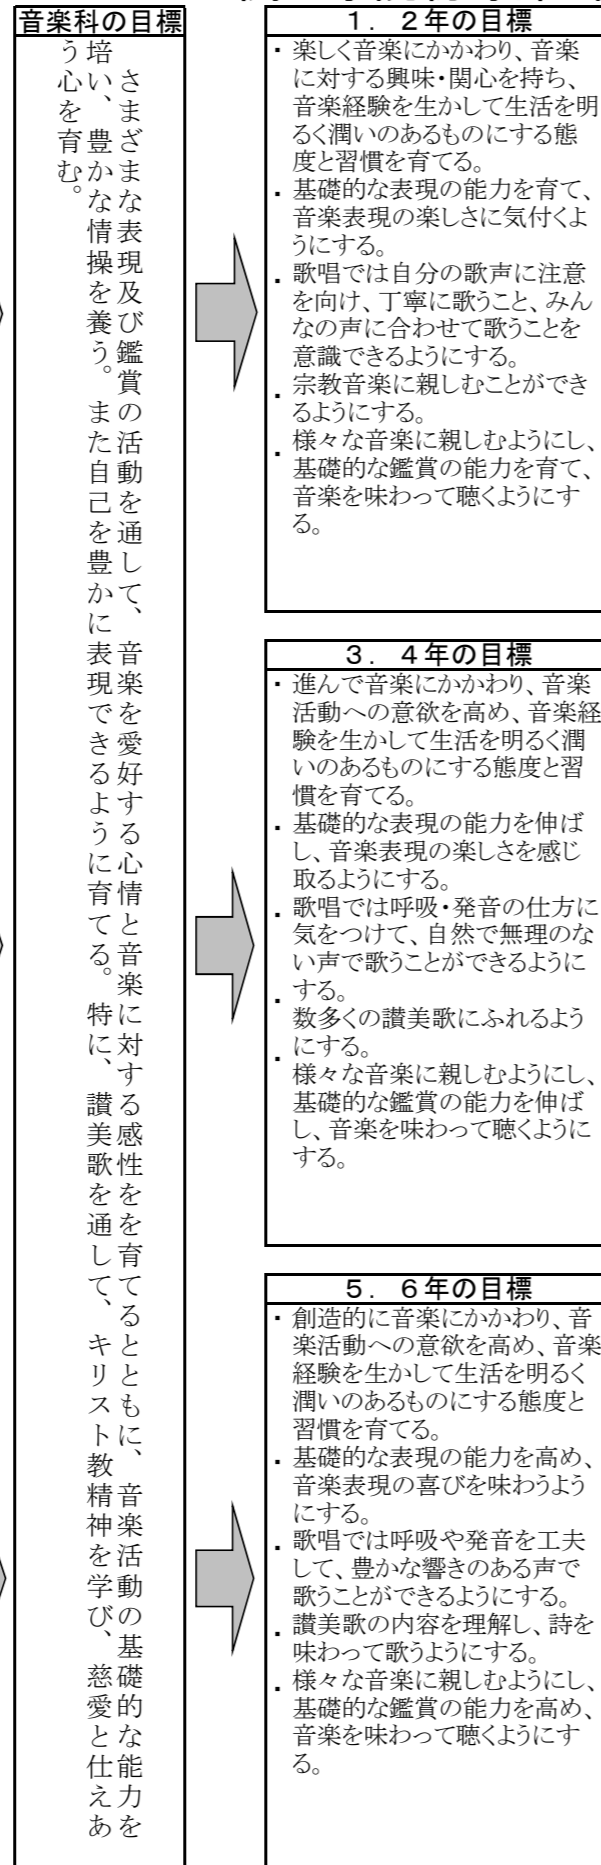 音楽科の目標
さまざまな表現及び鑑賞の活動を通して、音楽を愛好する心情と音楽に対する感性をを育てるとともに、音楽活動の基礎的な能力を
培い、豊かな情操を養う。また自己を豊かに表現できるように育てる。特に、讃美歌を通して、キリスト教精神を学び、慈愛と仕えあ
う心を育む。
1．2年の目標
・楽しく音楽にかかわり、音楽
に対する興味・関心を持ち、
音楽経験を生かして生活を明
るく潤いのあるものにする態
度と習慣を育てる。
・基礎的な表現の能力を育て、
音楽表現の楽しさに気付くよ
うにする。
・歌唱では自分の歌声に注意
を向け、丁寧に歌うこと、みん
なの声に合わせて歌うことを
意識できるようにする。
・宗教音楽に親しむことができ
るようにする。
・様々な音楽に親しむようにし、
基礎的な鑑賞の能力を育て、
音楽を味わって聴くようにす
る。
3．4年の目標
・進んで音楽にかかわり、音楽
活動への意欲を高め、音楽経
験を生かして生活を明るく潤
いのあるものにする態度と習
慣を育てる。
・基礎的な表現の能力を伸ば
し、音楽表現の楽しさを感じ
取るようにする。
・歌唱では呼吸・発音の仕方に
気をつけて、自然で無理のな
い声で歌うことができるように
する。
・数多くの讃美歌にふれるよう
にする。
・様々な音楽に親しむようにし、
基礎的な鑑賞の能力を伸ば
し、音楽を味わって聴くように
する。
5．6年の目標
・創造的に音楽にかかわり、音
楽活動への意欲を高め、音楽
経験を生かして生活を明るく
潤いのあるものにする態度と
習慣を育てる。
・基礎的な表現の能力を高め、
音楽表現の喜びを味わうよう
にする。
・歌唱では呼吸や発音を工夫
して、豊かな響きのある声で
歌うことができるようにする。
・讃美歌の内容を理解し、詩を
味わって歌うようにする。
・様々な音楽に親しむようにし、
基礎的な鑑賞の能力を高め、
音楽を味わって聴くようにす
る。